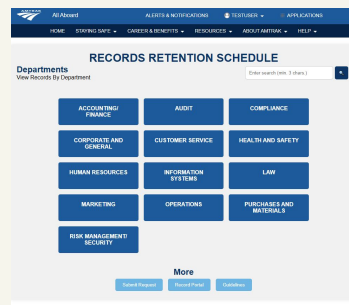 AMTRAK
All Aboard
ALERTS & NOTIFICATIONS
TESTUSER
APPLICATIONS
HOME
STAYING SAFE
CAREER & BENEFITS
RESOURCES
ABOUT AMTRAK
HELP
RECORDS RETENTION SCHEDULE
Departments
View Records By Department
Enter search (min. 3 chars.)
ACCOUNTING/
FINANCE
AUDIT
COMPLIANCE
CORPORATE AND
GENERAL
CUSTOMER SERVICE
HEALTH AND SAFETY
HUMAN RESOURCES
INFORMATION
SYSTEMS
LAW
MARKETING
OPERATIONS
PURCHASES AND
MATERIALS
RISK MANAGEMENT/
SECURITY
More
Submit Request
Record Portal
Guidelines